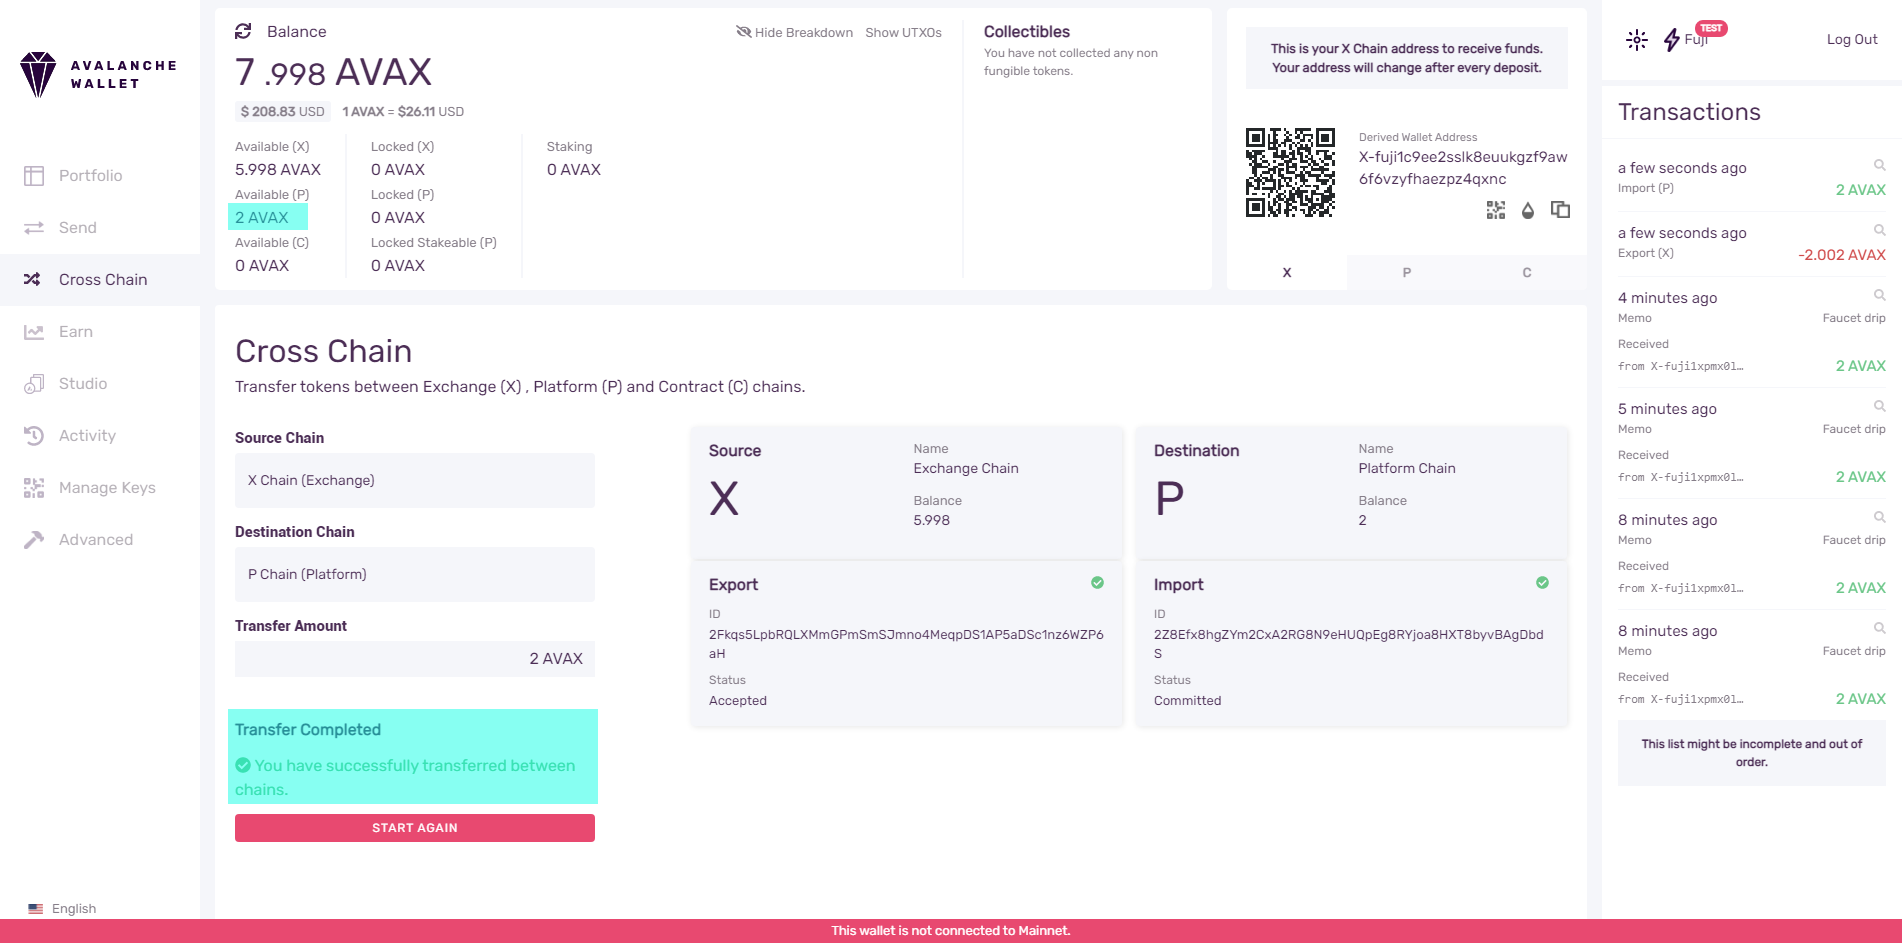 AVALANCHE
WALLET
Portfolio
Send
Cross Chain
Earn
Studio
Activity
Manage Keys
Advanced
English
Balance
Hide Breakdown Show UTXOs
7 .998 AVAX
$ 208.83 USD 1 AVAX = $26.11 USD
Available (X)
5.998 AVAX
Available (P)
2 AVAX
Available (C)
0 AVAX
Locked (X)
0 AVAX
Locked (P)
0 AVAX
Locked Stakeable (P)
0 AVAX
Staking
0 AVAX
Collectibles
You have not collected any non
fungible tokens.
This is your X Chain address to receive funds.
Your address will change after every deposit.
Derived Wallet Address
X-fuji1c9ee2sslk8euukgzf9aw
6f6vzyfhaezpz4qxnc
X P C
Cross Chain
Transfer tokens between Exchange (X) , Platform (P) and Contract (C) chains.
Source Chain
X Chain (Exchange)
Destination Chain
P Chain (Platform)
Transfer Amount
2 AVAX
Transfer Completed
You have successfully transferred between
chains.
START AGAIN
Source
X
Name
Exchange Chain
Balance
5.998
Destination
P
Name
Platform Chain
Balance
2
Export
ID
2Fkqs5LpbRQLXMmGPmSmSJmno4MeqpDS1AP5aDSc1nz6WZP6
aH
Status
Accepted
Import
ID
2Z8Efx8hgZYm2CxA2RG8N9eHUQpEg8RYjoa8HXT8byvBAgDbd
S
Status
Committed
Fuji TEST
Log Out
Transactions
a few seconds ago
Import (P) 2 AVAX
a few seconds ago
Export (X) -2.002 AVAX
4 minutes ago
Memo Faucet drip
Received
from X-fuji1xpmx0l… 2 AVAX
5 minutes ago
Memo Faucet drip
Received
from X-fuji1xpmx0l… 2 AVAX
8 minutes ago
Memo Faucet drip
Received
from X-fuji1xpmx0l… 2 AVAX
8 minutes ago
Memo Faucet drip
Received
from X-fuji1xpmx0l… 2 AVAX
This list might be incomplete and out of
order.
This wallet is not connected to Mainnet.